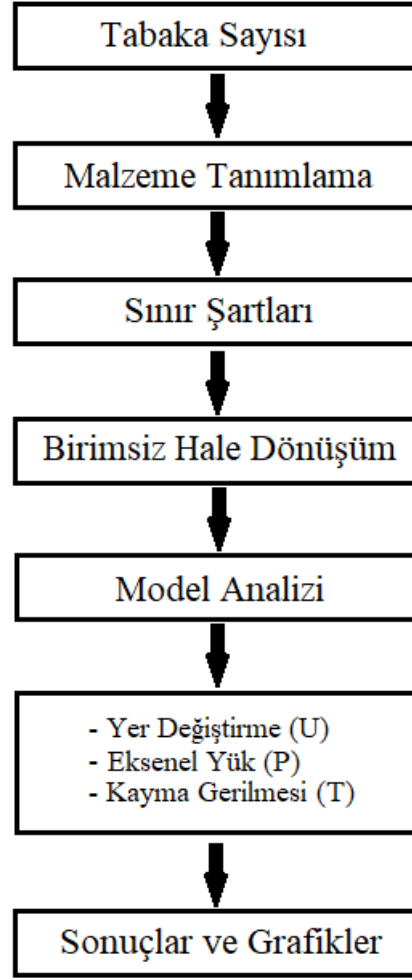 Tabaka Sayısı
Malzeme Tanımlama
Sınır Şartları
Birimsiz Hale Dönüşüm
Model Analizi
- Yer Değiştirme (U)
- Eksenel Yük (P)
- Kayma Gerilmesi (T)
Sonuçlar ve Grafikler